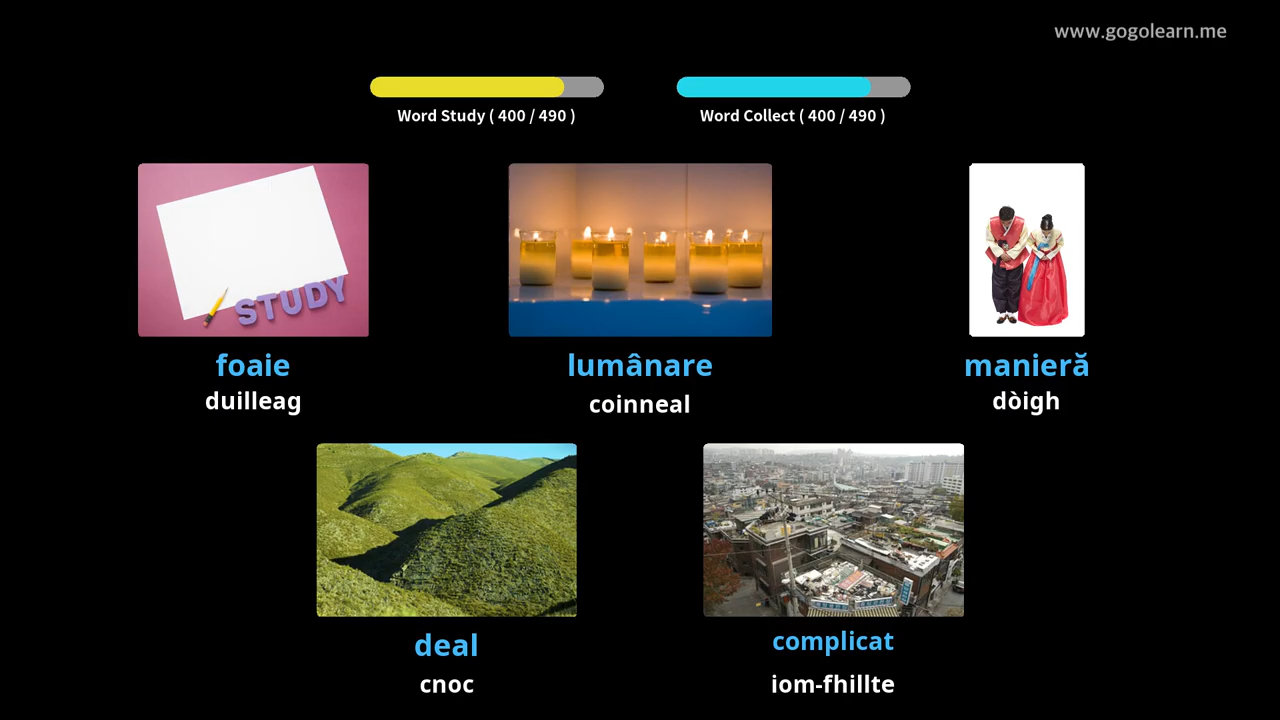 www.gogolearn.me
Word Study ( 400 / 490 )
Word Collect ( 400 / 490 )
STUDY
foaie
duilleag
lumânare
coinneal
manieră
dòigh
deal
cnoc
complicat
iom-fhillte